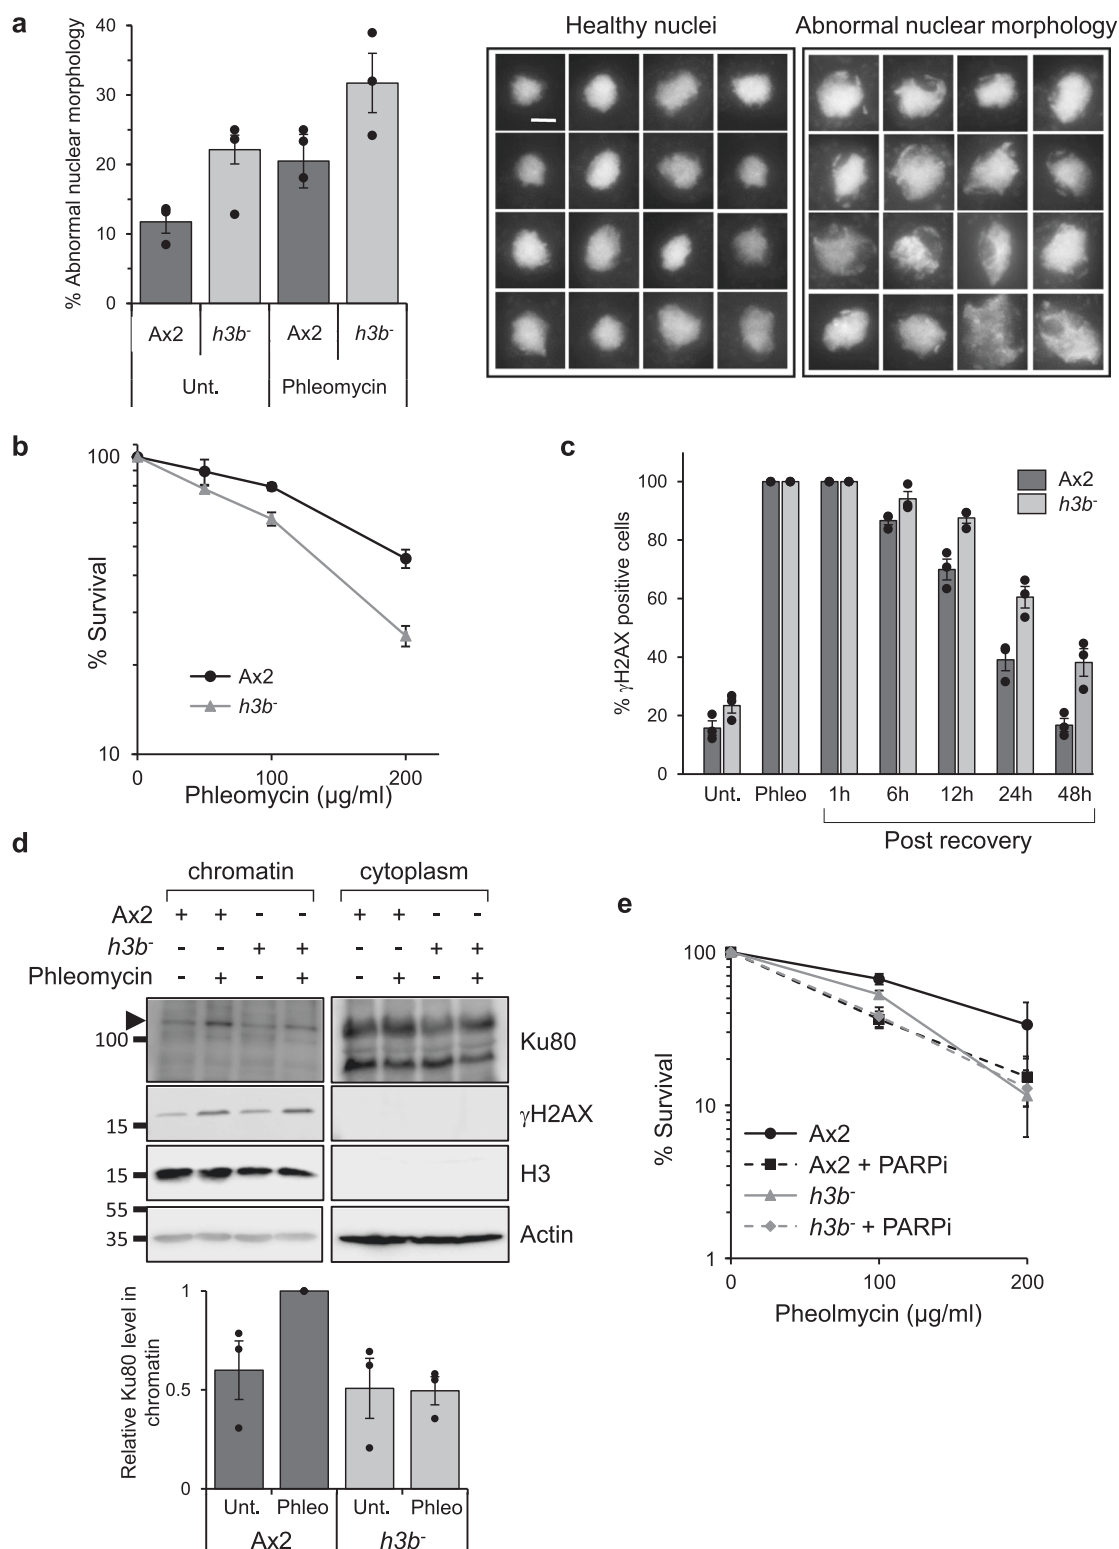 a
% Abnormal nuclear morphology
40
30
20
10
0
Ax2 h3b- Ax2 h3b-
Unt. Phleomycin
Healthy nuclei
Abnormal nuclear morphology
b
% Survival
100
10
Ax2
h3b-
0 100 200
Phleomycin (µg/ml)
c
% γH2AX positive cells
100
80
60
40
20
0
Ax2
h3b-
Unt. Phleo 1h 6h 12h 24h 48h
Post recovery
d
chromatin cytoplasm
Ax2 + + - - + + - -
h3b- - - + + - - + +
Phleomycin - + - + - + - +
100
Ku80
15
γH2AX
15
H3
55
35
Actin
Relative Ku80 level in
chromatin
1
0.5
0
Unt. Phleo Unt. Phleo
Ax2 h3b-
e
% Survival
100
10
1
Ax2
Ax2 + PARPi
h3b-
h3b- + PARPi
0 100 200
Pheolmycin (µg/ml)